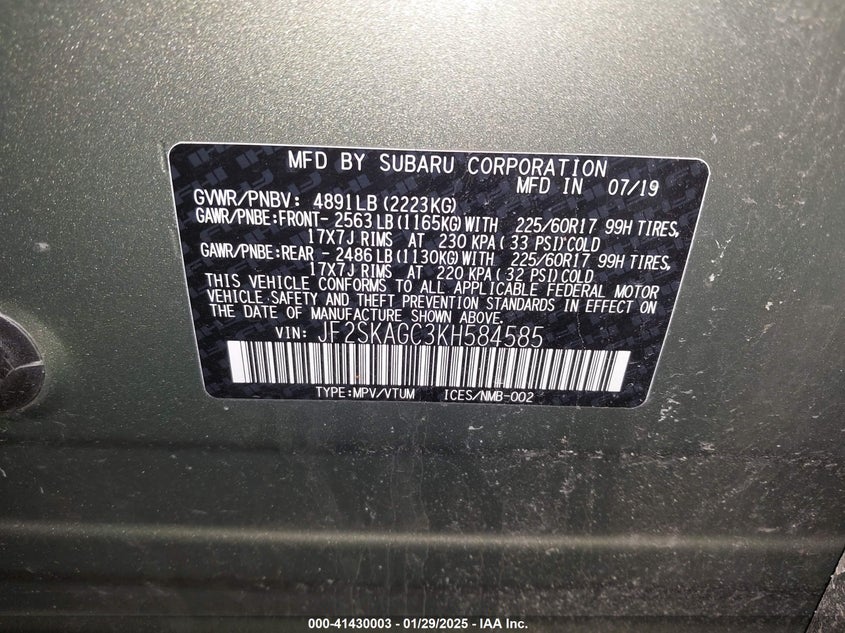 MFD BY SUBARU CORPORATION
MFD IN 07/19
GVWR/PNBV: 4891LB(2223KG)
GAWR/PNBE:FRONT- 2563LB(1165KG)WITH 225/60R17 99H TIRES,
17X7J RIMS AT 230 KPA( 33 PSI)COLD
GAWR/PNBE:REAR - 2486LB(1130KG)WITH 225/60R17 99H TIRES,
17X7J RIMS AT 220 KPA( 32 PSI)COLD
THIS VEHICLE CONFORMS TO ALL APPLICABLE FEDERAL MOTOR
VEHICLE SAFETY AND THEFT PREVENTION STANDARDS IN EFFECT ON
THE DATE OF MANUFACTURE SHOWN ABOVE.
VIN: JF2SKAGC3KH584585
TYPE:MPV/VTUM ICES/NMB-002
000-41430003 - 01/29/2025 - IAA Inc.